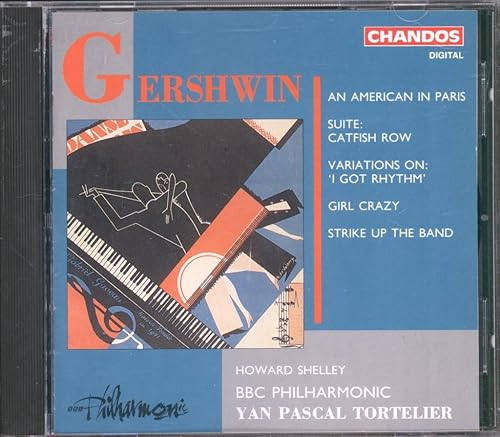 CHANDOS
DIGITAL
GERSHWIN
AN AMERICAN IN PARIS
SUITE:
CATFISH ROW
VARIATIONS ON:
'I GOT RHYTHM'
GIRL CRAZY
STRIKE UP THE BAND
HOWARD SHELLEY
BBC PHILHARMONIC
YAN PASCAL TORTELIER
BBC Philharmonic